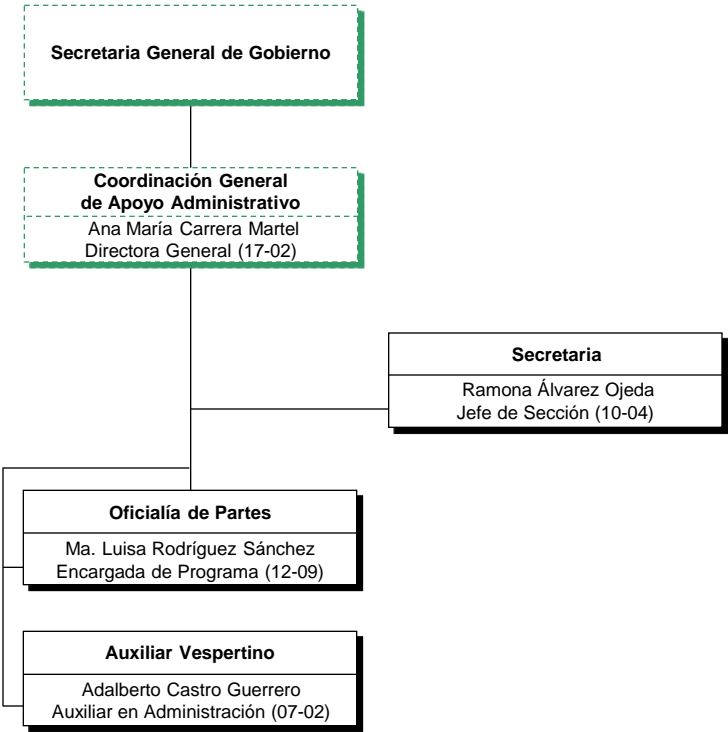 Secretaria General de Gobierno
Coordinación General
de Apoyo Administrativo
Ana María Carrera Martel
Directora General (17-02)
Secretaria
Ramona Álvarez Ojeda
Jefe de Sección (10-04)
Oficialía de Partes
Ma. Luisa Rodríguez Sánchez
Encargada de Programa (12-09)
Auxiliar Vespertino
Adalberto Castro Guerrero
Auxiliar en Administración (07-02)